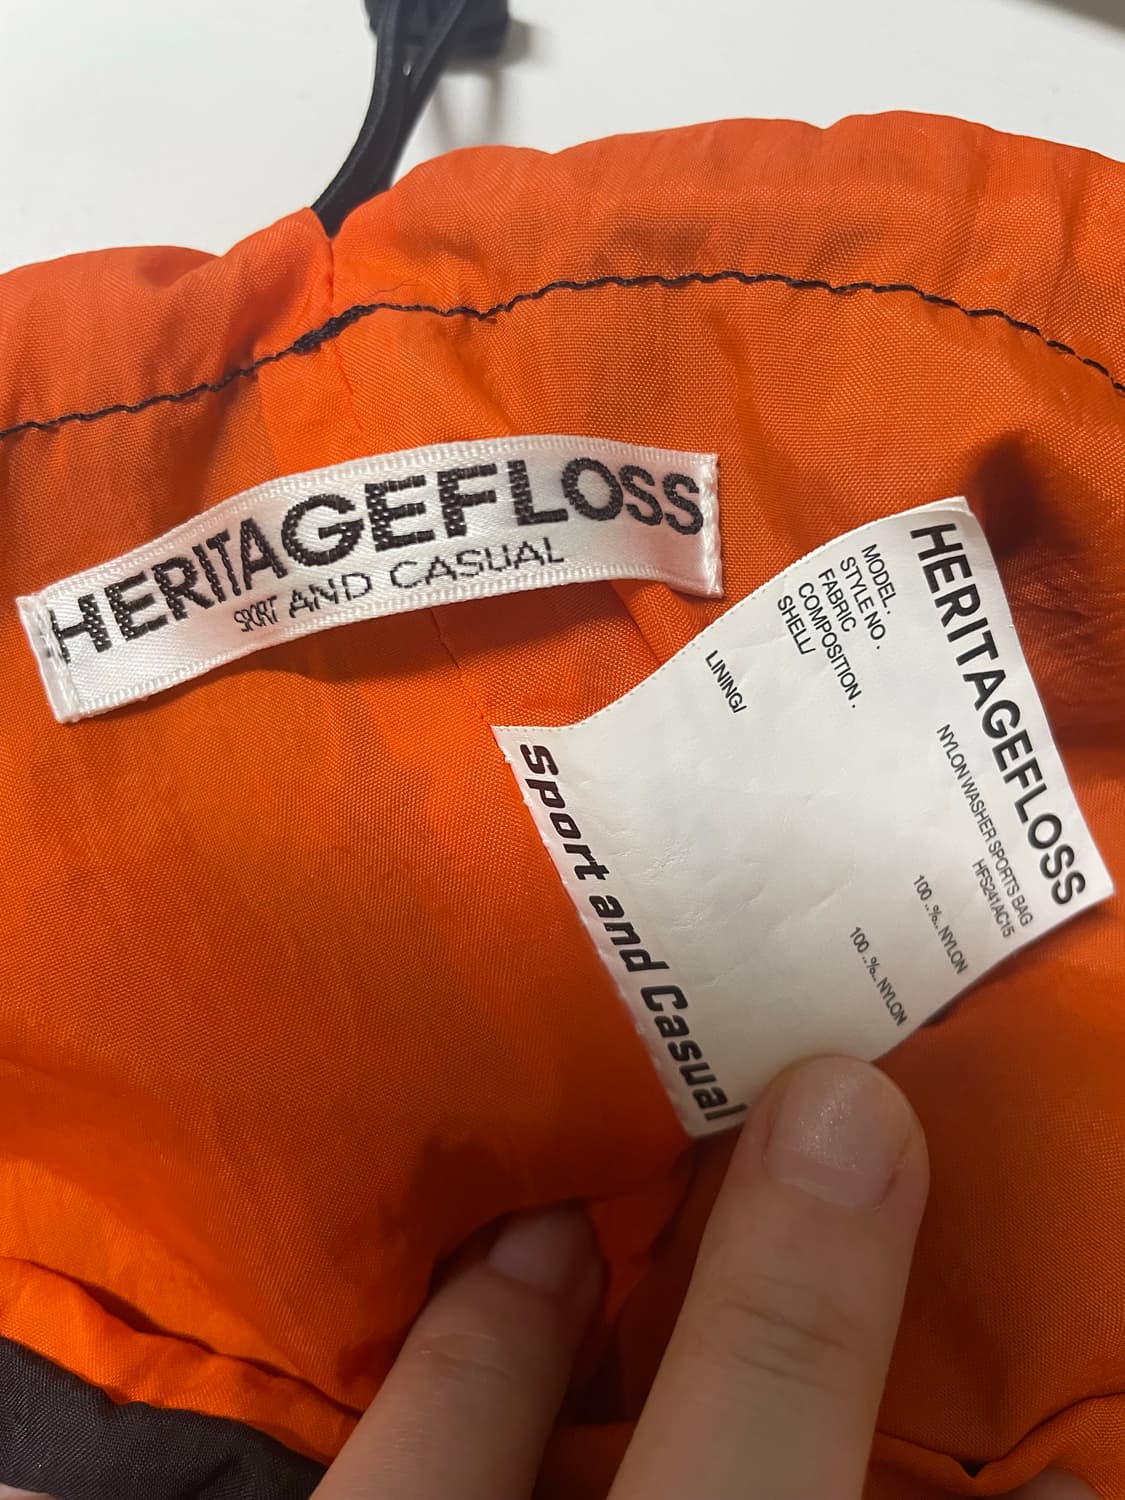 HERITAGEFLOSS
SPORT AND CASUAL
HERITAGEFLOSS
MODEL. NYLON WASHER SPORTS BAG
STYLE NO. HFS241AC15
FABRIC
COMPOSITION.
SHELL/ 100..%..NYLON
LINING/ 100..%..NYLON
Sport and Casual